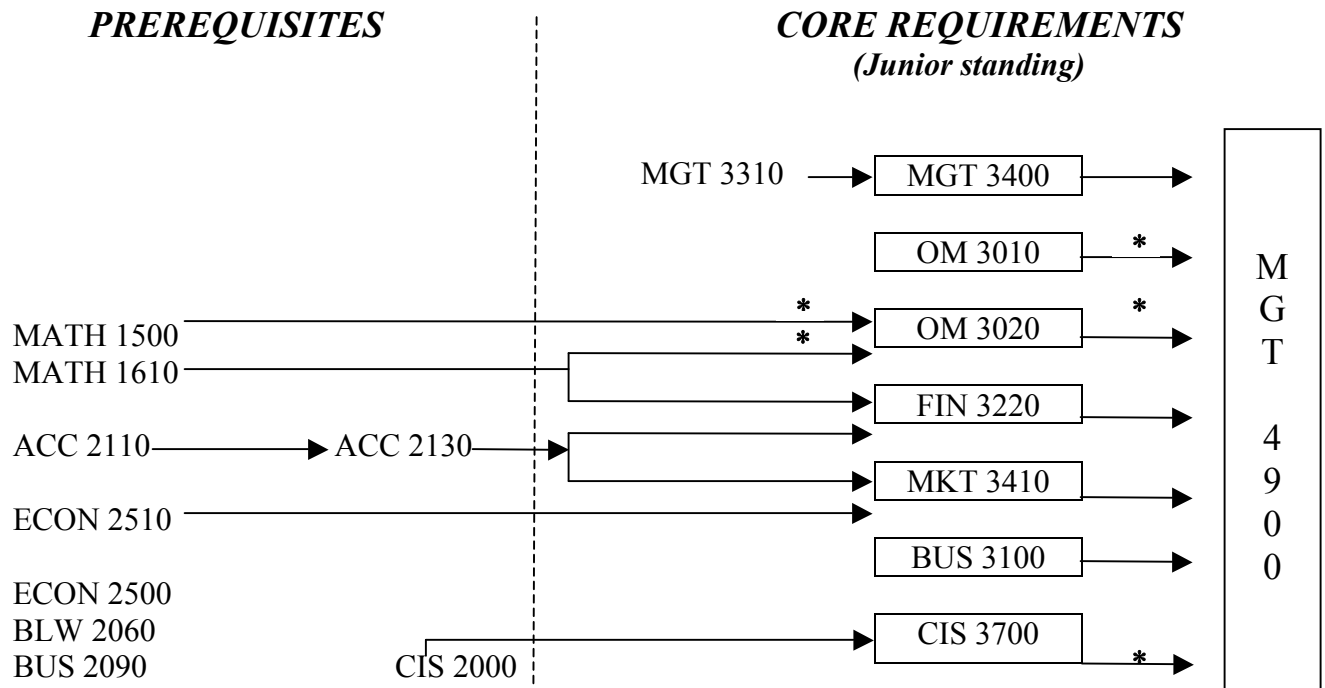 PREREQUISITES
CORE REQUIREMENTS
(Junior standing)
MGT 3310
MGT 3400
OM 3010
*
MATH 1500
*
OM 3020
*
MATH 1610
*
FIN 3220
ACC 2110
ACC 2130
MKT 3410
ECON 2510
BUS 3100
ECON 2500
BLW 2060
BUS 2090
CIS 2000
CIS 3700
*
M
G
T
4
9
0
0